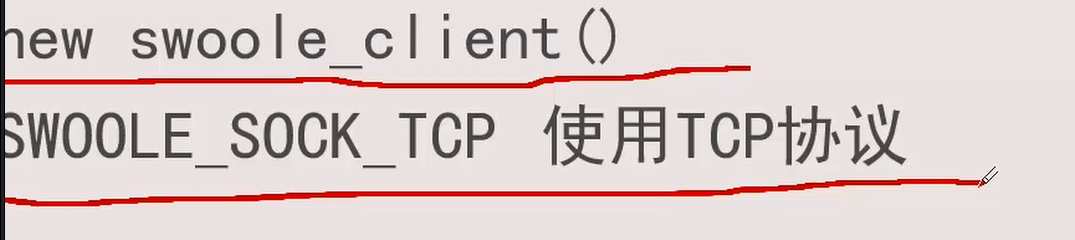 new swoole_client()
SWOOLE_SOCK_TCP 使用TCP协议